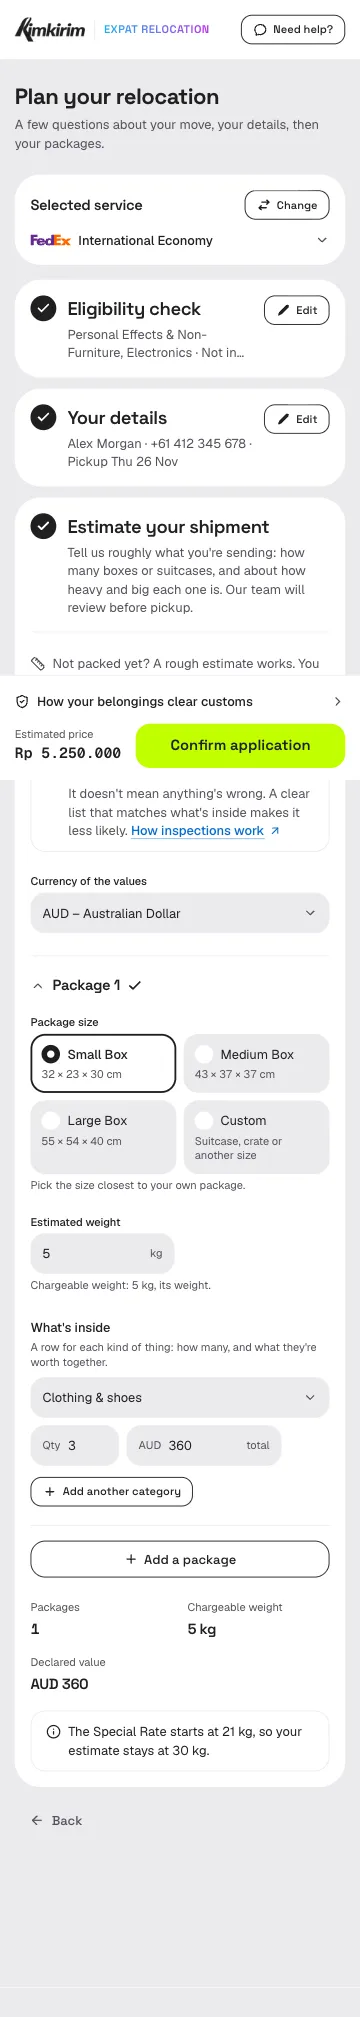 Kimkirim
EXPAT RELOCATION
Need help?
Plan your relocation
A few questions about your move, your details, then
your packages.
Selected service
Change
FedEx International Economy
Eligibility check
Edit
Personal Effects & Non-
Furniture, Electronics · Not in...
Your details
Edit
Alex Morgan · +61 412 345 678 ·
Pickup Thu 26 Nov
Estimate your shipment
Tell us roughly what you're sending: how
many boxes or suitcases, and about how
heavy and big each one is. Our team will
review before pickup.
Not packed yet? A rough estimate works. You
How your belongings clear customs
Estimated price
Rp 5.250.000
Confirm application
It doesn't mean anything's wrong. A clear
list that matches what's inside makes it
less likely. How inspections work
Currency of the values
AUD – Australian Dollar
Package 1
Package size
Small Box
32 × 23 × 30 cm
Medium Box
43 × 37 × 37 cm
Large Box
55 × 54 × 40 cm
Custom
Suitcase, crate or
another size
Pick the size closest to your own package.
Estimated weight
5 kg
Chargeable weight: 5 kg, its weight.
What's inside
A row for each kind of thing: how many, and what they're
worth together.
Clothing & shoes
Qty 3
AUD 360 total
Add another category
Add a package
Packages
1
Chargeable weight
5 kg
Declared value
AUD 360
The Special Rate starts at 21 kg, so your
estimate stays at 30 kg.
Back